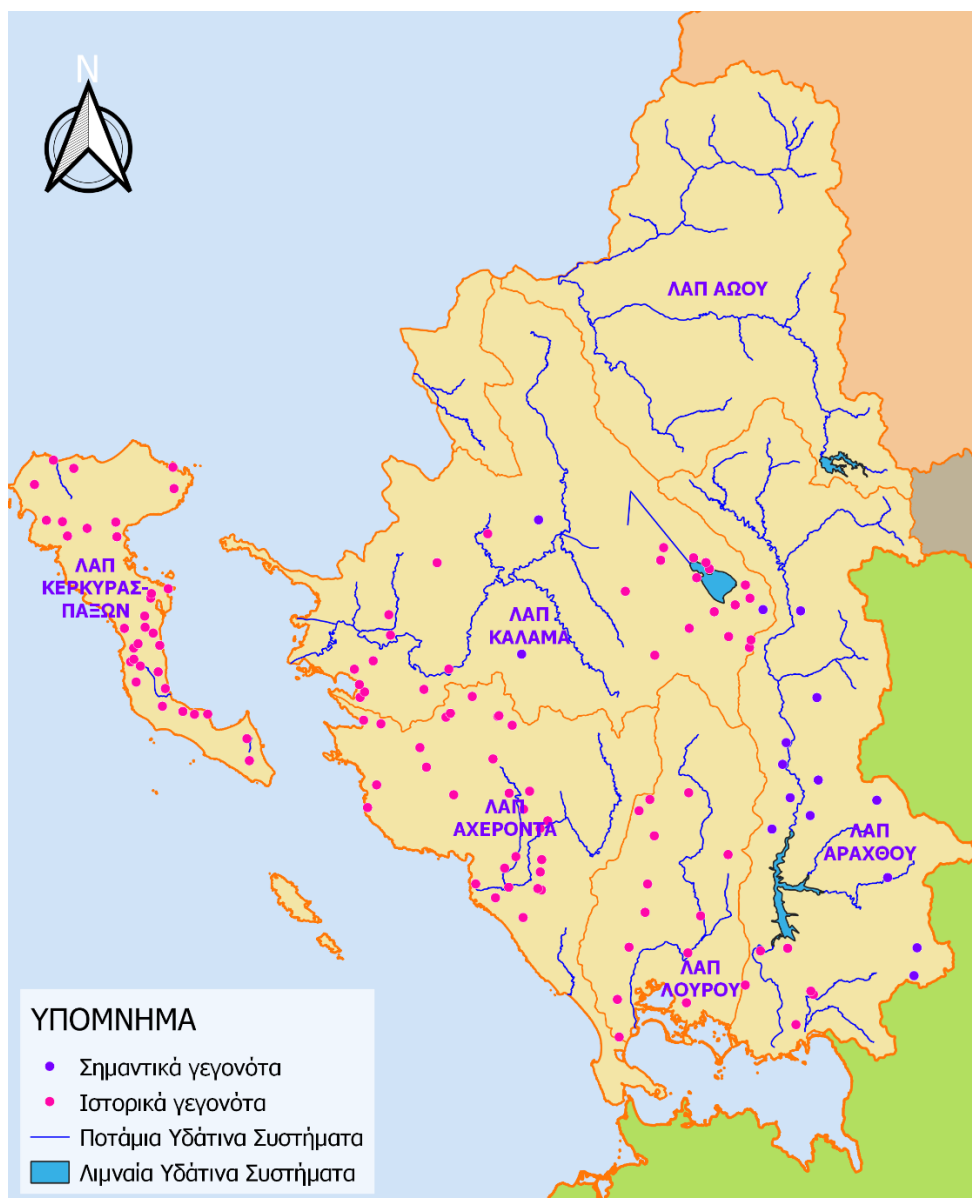 N
ΛΑΠ ΑΩΟΥ
ΛΑΠ
ΚΕΡΚΥΡΑΣ-
ΠΑΞΩΝ
ΛΑΠ
ΚΑΛΑΜΑ
ΛΑΠ
ΑΧΕΡΟΝΤΑ
ΛΑΠ
ΑΡΑΧΘΟΥ
ΛΑΠ
ΛΟΥΡΟΥ
ΥΠΟΜΝΗΜΑ
Σημαντικά γεγονότα
Ιστορικά γεγονότα
Ποτάμια Υδάτινα Συστήματα
Λιμναία Υδάτινα Συστήματα